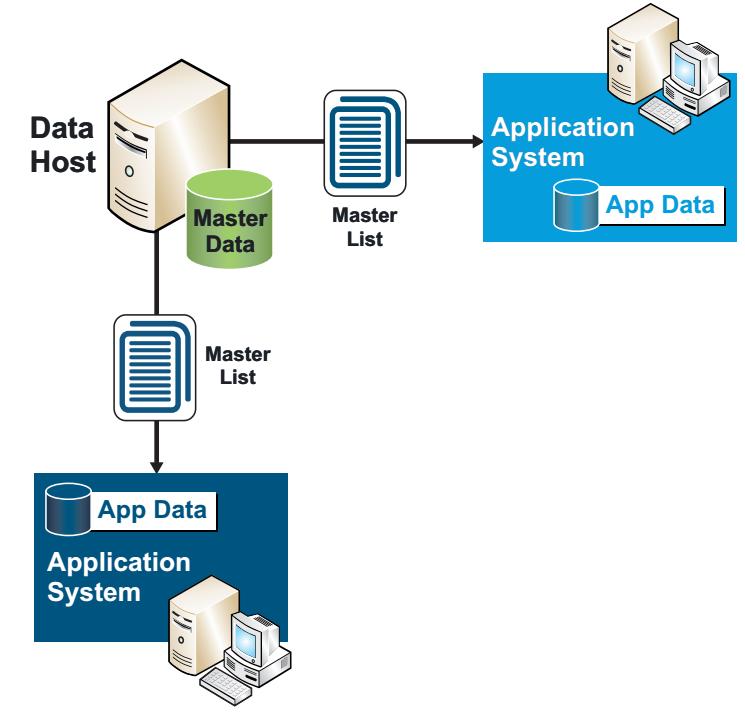 Data
Host
Master
Data
Master
List
Application
System
App Data
Master
List
App Data
Application
System